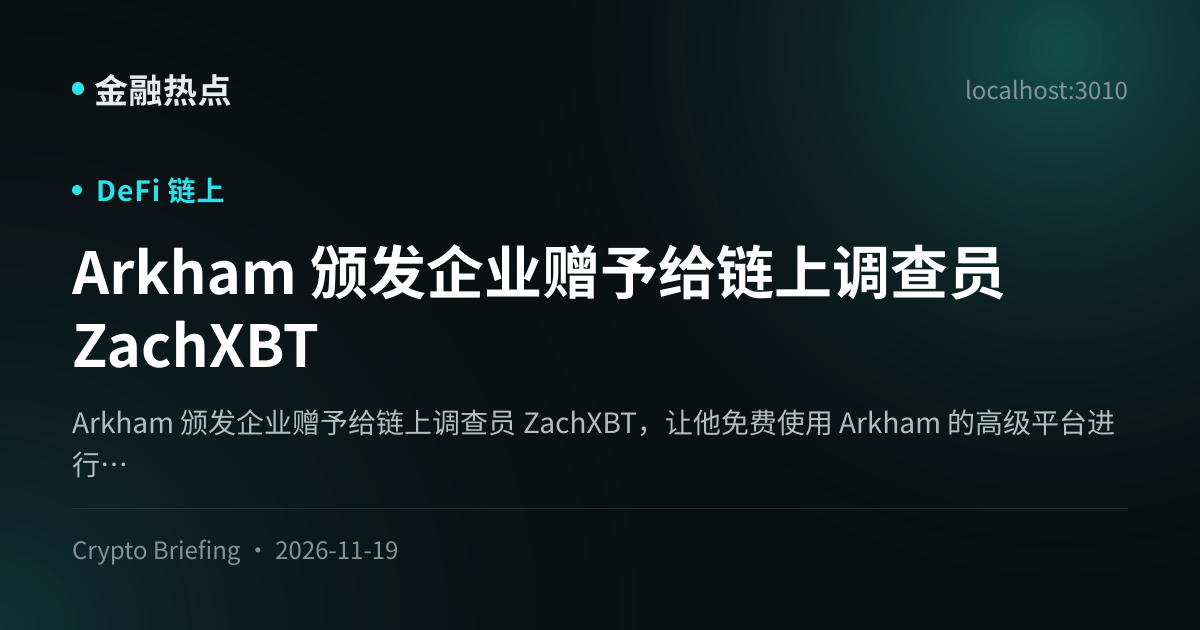 金融热点
localhost:3010
DeFi 链上
Arkham 颁发企业赠予给链上调查员
ZachXBT
Arkham 颁发企业赠予给链上调查员 ZachXBT，让他免费使用 Arkham 的高级平台进
行…
Crypto Briefing · 2026-11-19